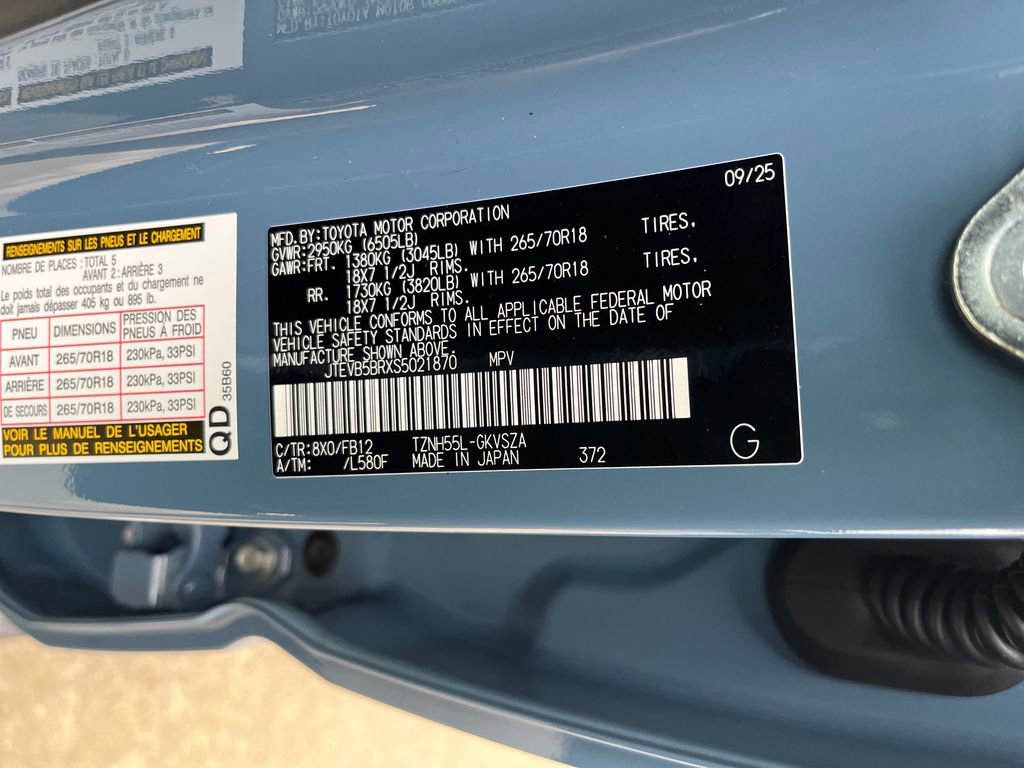 RENSEIGNEMENTS SUR LES PNEUS ET LE CHARGEMENT
NOMBRE DE PLACES : TOTAL 5
AVANT 2 : ARRIÈRE 3
Le poids total des occupants et du chargement ne
doit jamais dépasser 405 kg ou 895 lb.
PNEU DIMENSIONS PRESSION DES PNEUS À FROID
AVANT 265/70R18 230kPa, 33PSI
ARRIÈRE 265/70R18 230kPa, 33PSI
DE SECOURS 265/70R18 230kPa, 33PSI
VOIR LE MANUEL DE L'USAGER
POUR PLUS DE RENSEIGNEMENTS
QD 35B60
09/25
MFD.BY:TOYOTA MOTOR CORPORATION
GVWR:2950KG (6505LB)
GAWR:FRT. 1380KG (3045LB) WITH 265/70R18 TIRES,
18X7 1/2J RIMS.
RR. 1730KG (3820LB) WITH 265/70R18 TIRES,
18X7 1/2J RIMS.
THIS VEHICLE CONFORMS TO ALL APPLICABLE FEDERAL MOTOR
VEHICLE SAFETY STANDARDS IN EFFECT ON THE DATE OF
MANUFACTURE SHOWN ABOVE.
JTEVB5BRXS5021870 MPV
C/TR:8X0/FB12 TZNH55L-GKVSZA
A/TM: /L580F MADE IN JAPAN 372
G